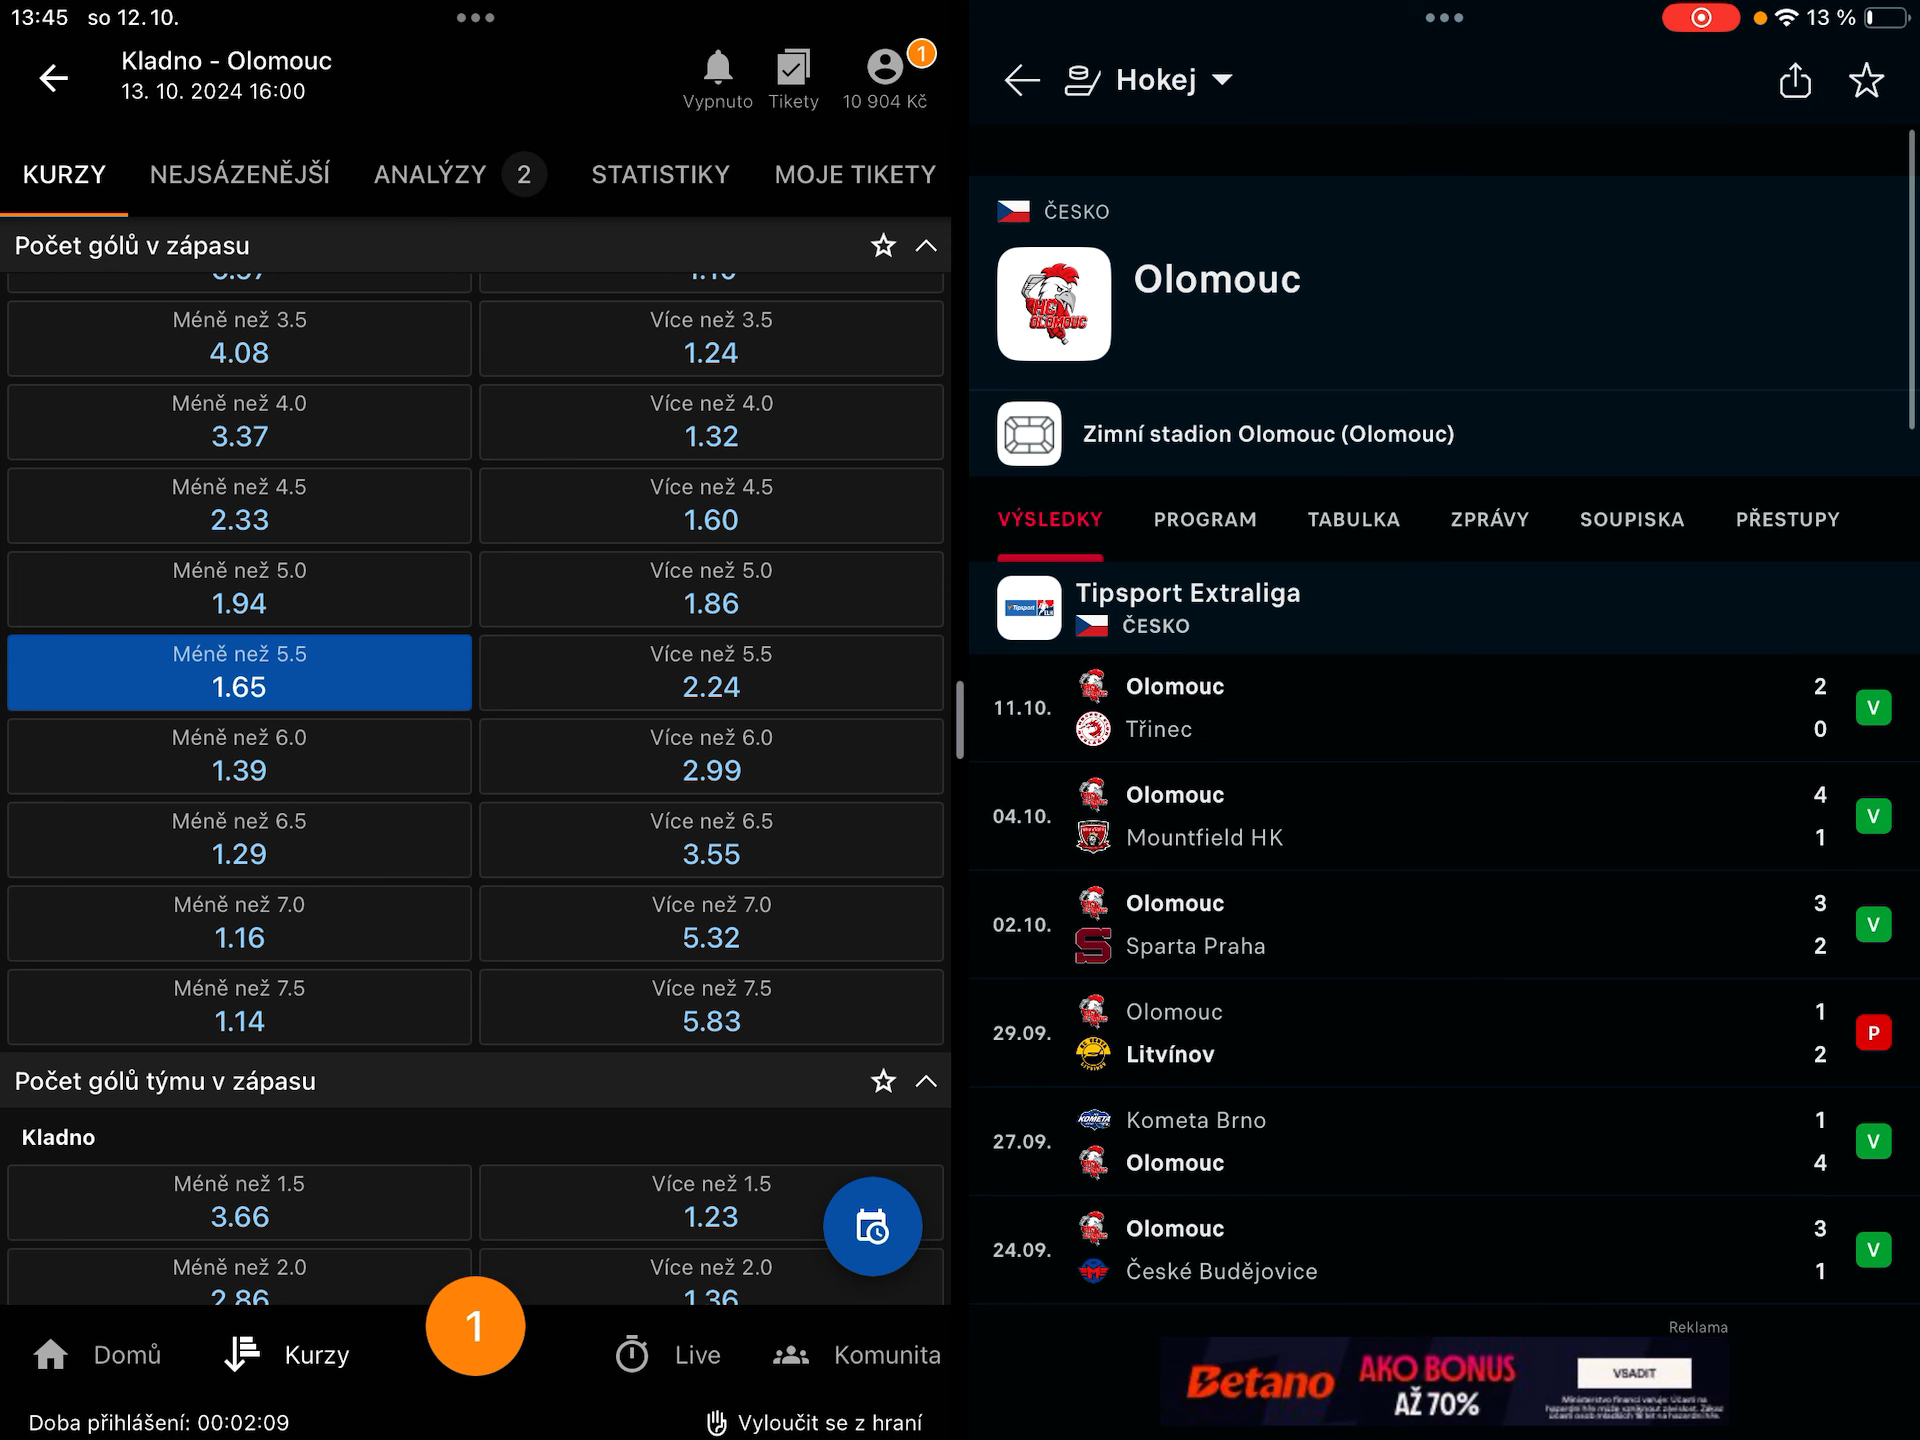 13:45 so 12. 10.
Kladno - Olomouc
13. 10. 2024 16:00
Vypnuto
Tikety
1
10 904 Kč
KURZY
NEJSÁZENĚJŠÍ
ANALÝZY 2
STATISTIKY
MOJE TIKETY
Počet gólů v zápasu
Méně než 3.5
4.08
Více než 3.5
1.24
Méně než 4.0
3.37
Více než 4.0
1.32
Méně než 4.5
2.33
Více než 4.5
1.60
Méně než 5.0
1.94
Více než 5.0
1.86
Méně než 5.5
1.65
Více než 5.5
2.24
Méně než 6.0
1.39
Více než 6.0
2.99
Méně než 6.5
1.29
Více než 6.5
3.55
Méně než 7.0
1.16
Více než 7.0
5.32
Méně než 7.5
1.14
Více než 7.5
5.83
Počet gólů týmu v zápasu
Kladno
Méně než 1.5
3.66
Více než 1.5
1.23
Méně než 2.0
2.86
Více než 2.0
1.36
Domů
Kurzy
1
Live
Komunita
Doba přihlášení: 00:02:09
Vyloučit se z hraní
13 %
Hokej
ČESKO
Olomouc
HC OLOMOUC
Zimní stadion Olomouc (Olomouc)
VÝSLEDKY
PROGRAM
TABULKA
ZPRÁVY
SOUPISKA
PŘESTUPY
Tipsport Extraliga
Tipsport ELH
ČESKO
11.10.
Olomouc 2
Třinec 0
V
04.10.
Olomouc 4
Mountfield HK 1
V
02.10.
Olomouc 3
Sparta Praha 2
V
29.09.
Olomouc 1
Litvínov 2
P
27.09.
Kometa Brno 1
Olomouc 4
V
24.09.
Olomouc 3
České Budějovice 1
V
Reklama
Betano
AKO BONUS
AŽ 70%
VSADIT